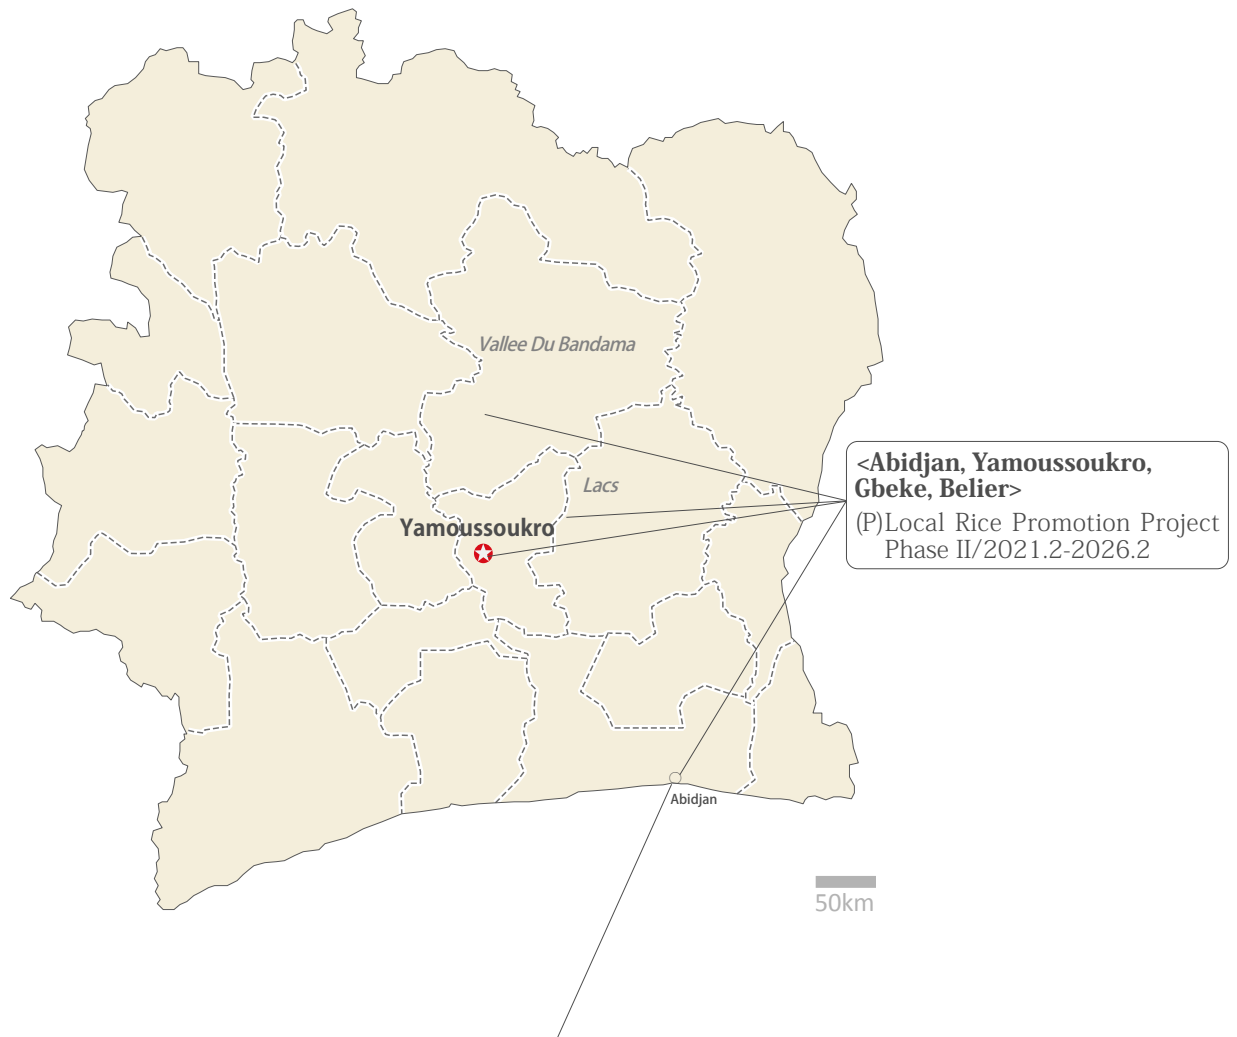 Vallee Du Bandama
<Abidjan, Yamoussoukro,
Gbeke, Belier>
(P)Local Rice Promotion Project
Phase II/2021.2-2026.2
Lacs
Yamoussoukro
Abidjan
50km